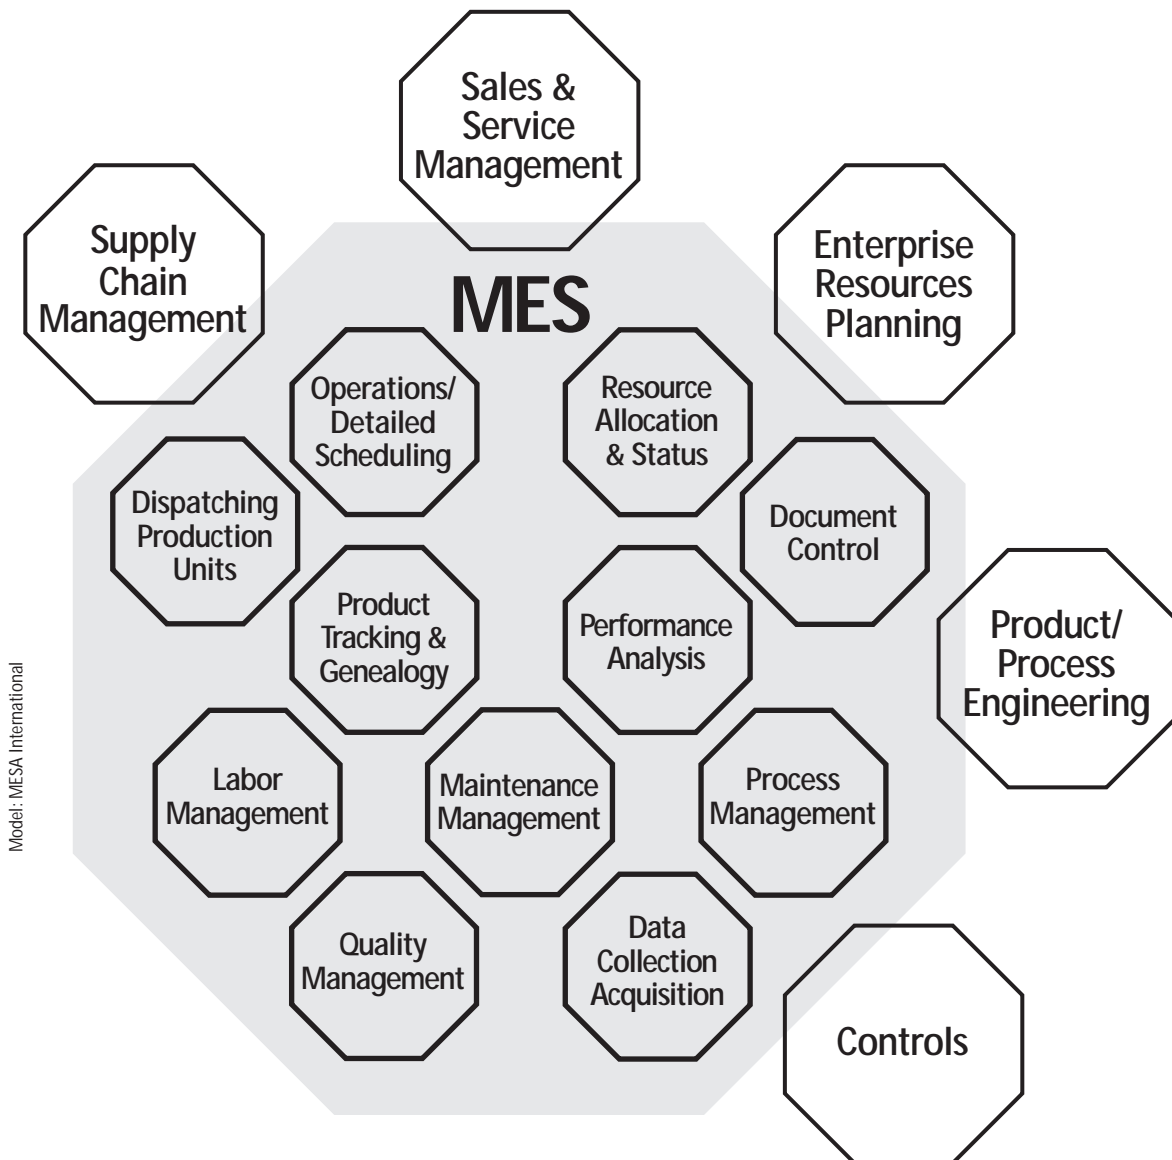 Sales &
Service
Management
Supply
Chain
Management
Enterprise
Resources
Planning
MES
Operations/
Detailed
Scheduling
Resource
Allocation
& Status
Dispatching
Production
Units
Document
Control
Product
Tracking &
Genealogy
Performance
Analysis
Product/
Process
Engineering
Labor
Management
Maintenance
Management
Process
Management
Quality
Management
Data
Collection
Acquisition
Controls
Model: MESA International